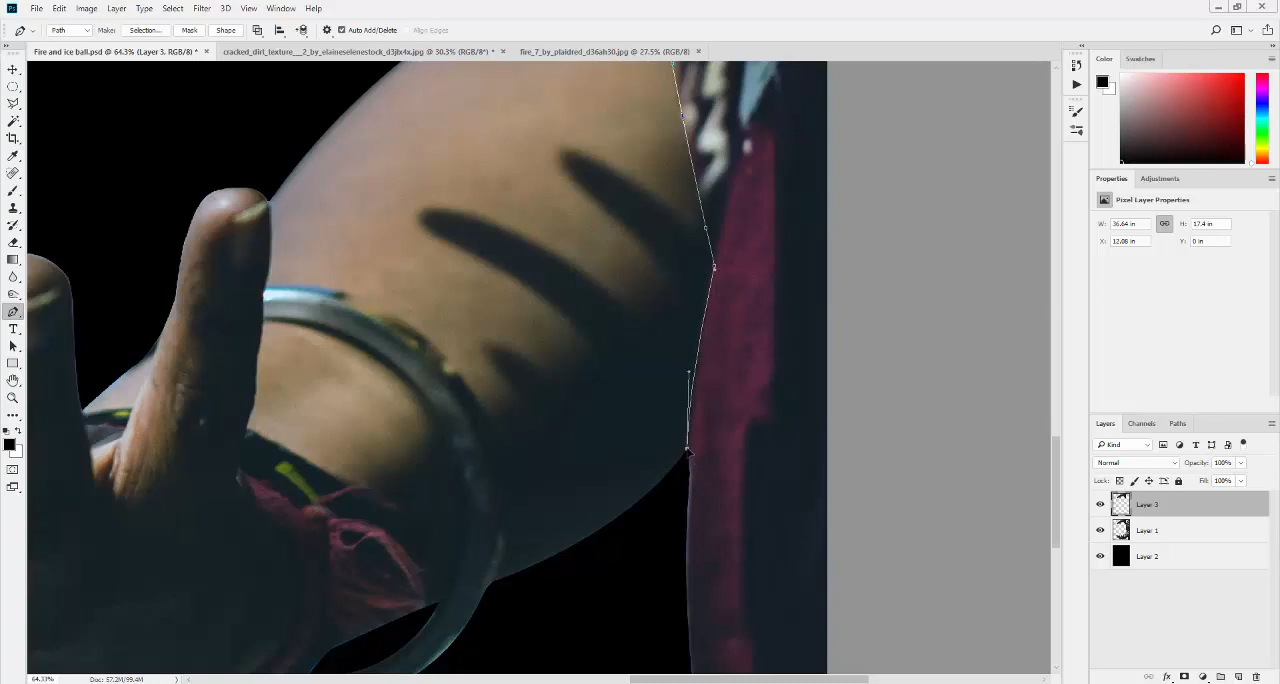 Ps File Edit Image Layer Type Select Filter 3D View Window Help
Path Make: Selection... Mask Shape Auto Add/Delete Align Edges
Fire and ice ball.psd @ 64.3% (Layer 3, RGB/8) * × cracked_dirt_texture__2_by_elaineselenestock_d3jlx4x.jpg @ 30.3% (RGB/8*) * × fire_7_by_plaidred_d36ah30.jpg @ 27.5% (RGB/8) ×
Color Swatches
Properties Adjustments
Pixel Layer Properties
W: 36.64 in H: 17.4 in
X: 12.08 in Y: 0 in
Layers Channels Paths
Kind
Normal Opacity: 100%
Lock: Fill: 100%
Layer 3
Layer 1
Layer 2
64.33% Doc: 57.2M/99.4M